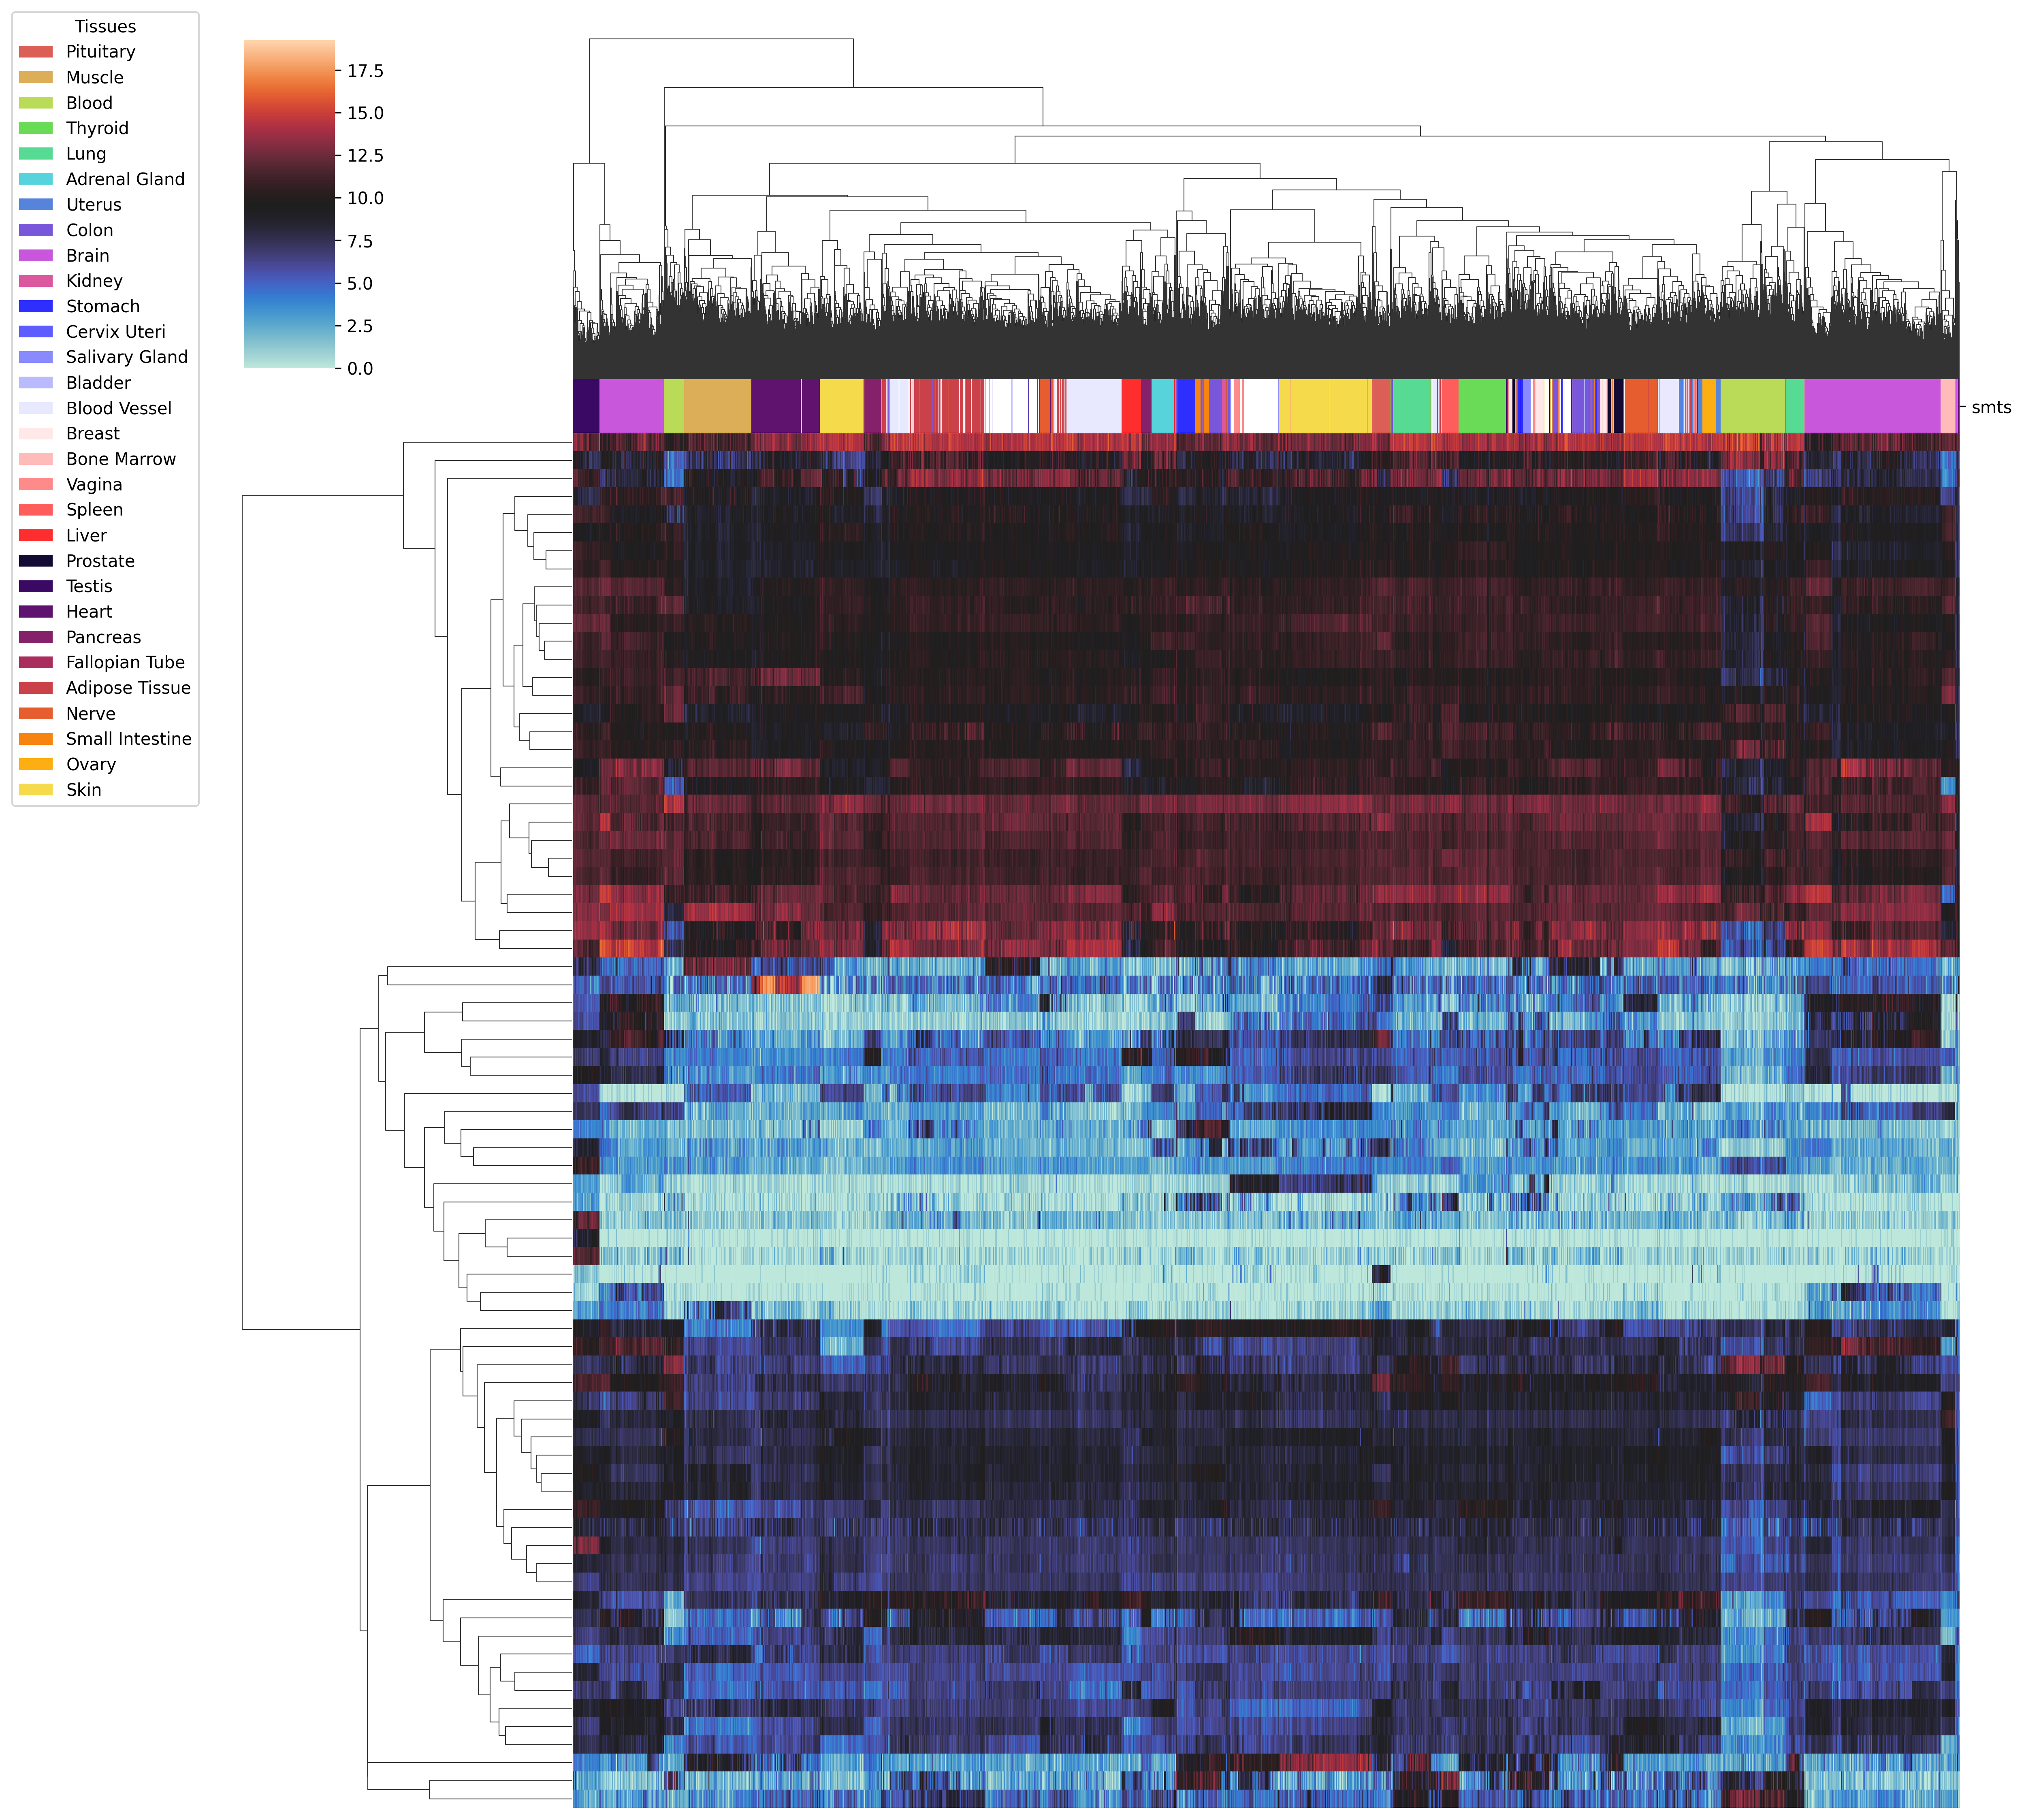 Tissues
Pituitary
Muscle
Blood
Thyroid
Lung
Adrenal Gland
Uterus
Colon
Brain
Kidney
Stomach
Cervix Uteri
Salivary Gland
Bladder
Blood Vessel
Breast
Bone Marrow
Vagina
Spleen
Liver
Prostate
Testis
Heart
Pancreas
Fallopian Tube
Adipose Tissue
Nerve
Small Intestine
Ovary
Skin
17.5
15.0
12.5
10.0
7.5
5.0
2.5
0.0
smts